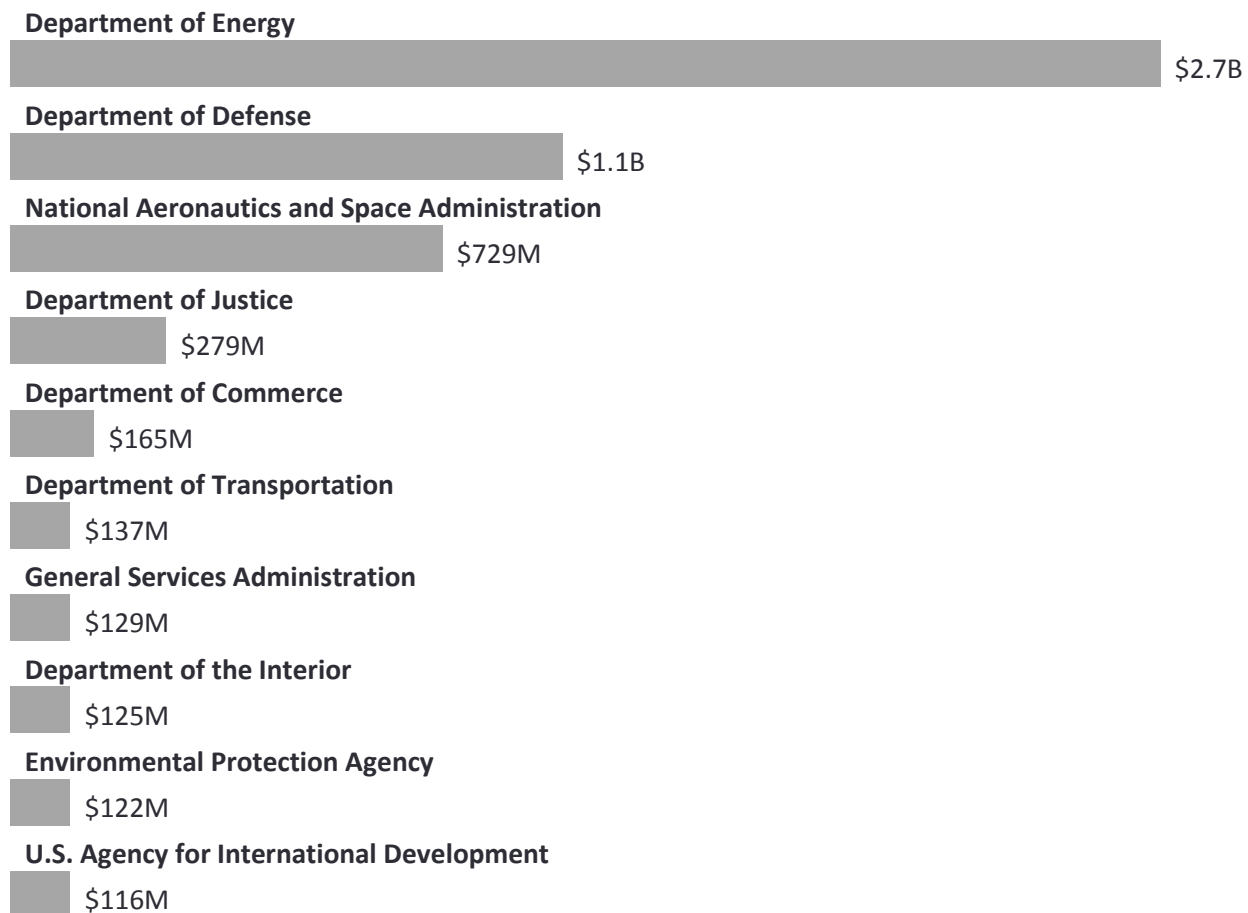 Department of Energy
$2.7B
Department of Defense
$1.1B
National Aeronautics and Space Administration
$729M
Department of Justice
$279M
Department of Commerce
$165M
Department of Transportation
$137M
General Services Administration
$129M
Department of the Interior
$125M
Environmental Protection Agency
$122M
U.S. Agency for International Development
$116M